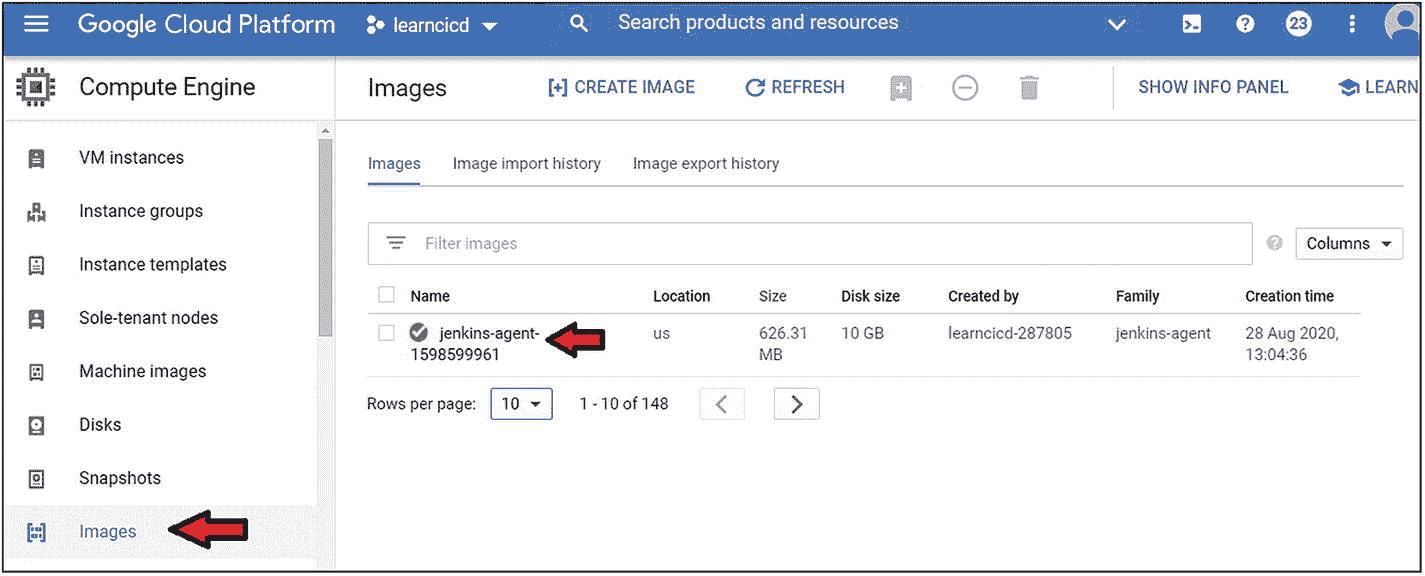 Google Cloud Platform learncicd Search products and resources 23
Compute Engine
Images CREATE IMAGE REFRESH SHOW INFO PANEL LEARN
VM instances
Instance groups
Instance templates
Sole-tenant nodes
Machine images
Disks
Snapshots
Images
Images Image import history Image export history
Filter images Columns
Name Location Size Disk size Created by Family Creation time
jenkins-agent- us 626.31 10 GB learncicd-287805 jenkins-agent 28 Aug 2020,
1598599961 MB 13:04:36
Rows per page: 10 1 - 10 of 148